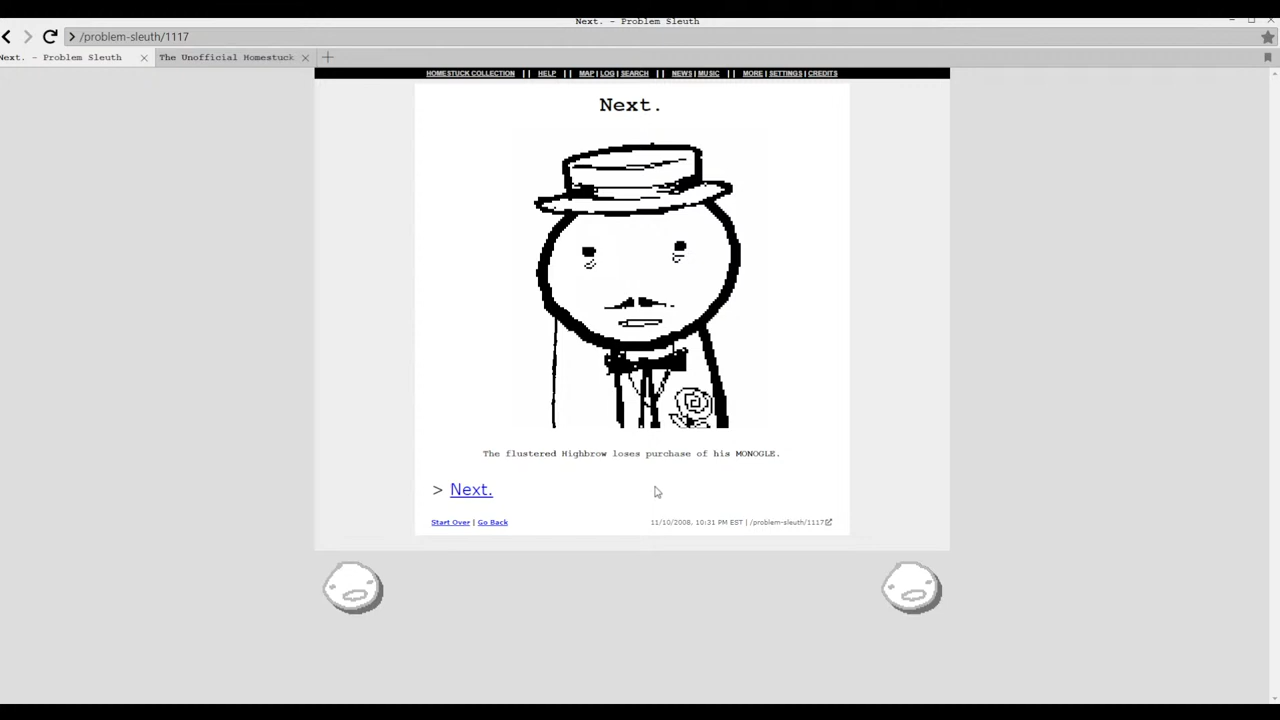 Next. - Problem Sleuth
/problem-sleuth/1117
Next. - Problem Sleuth
The Unofficial Homestuck
HOMESTUCK COLLECTION || HELP || MAP | LOG | SEARCH || NEWS | MUSIC || MORE | SETTINGS | CREDITS
Next.
The flustered Highbrow loses purchase of his MONOGLE.
> Next.
Start Over | Go Back
11/10/2008, 10:31 PM EST | /problem-sleuth/1117